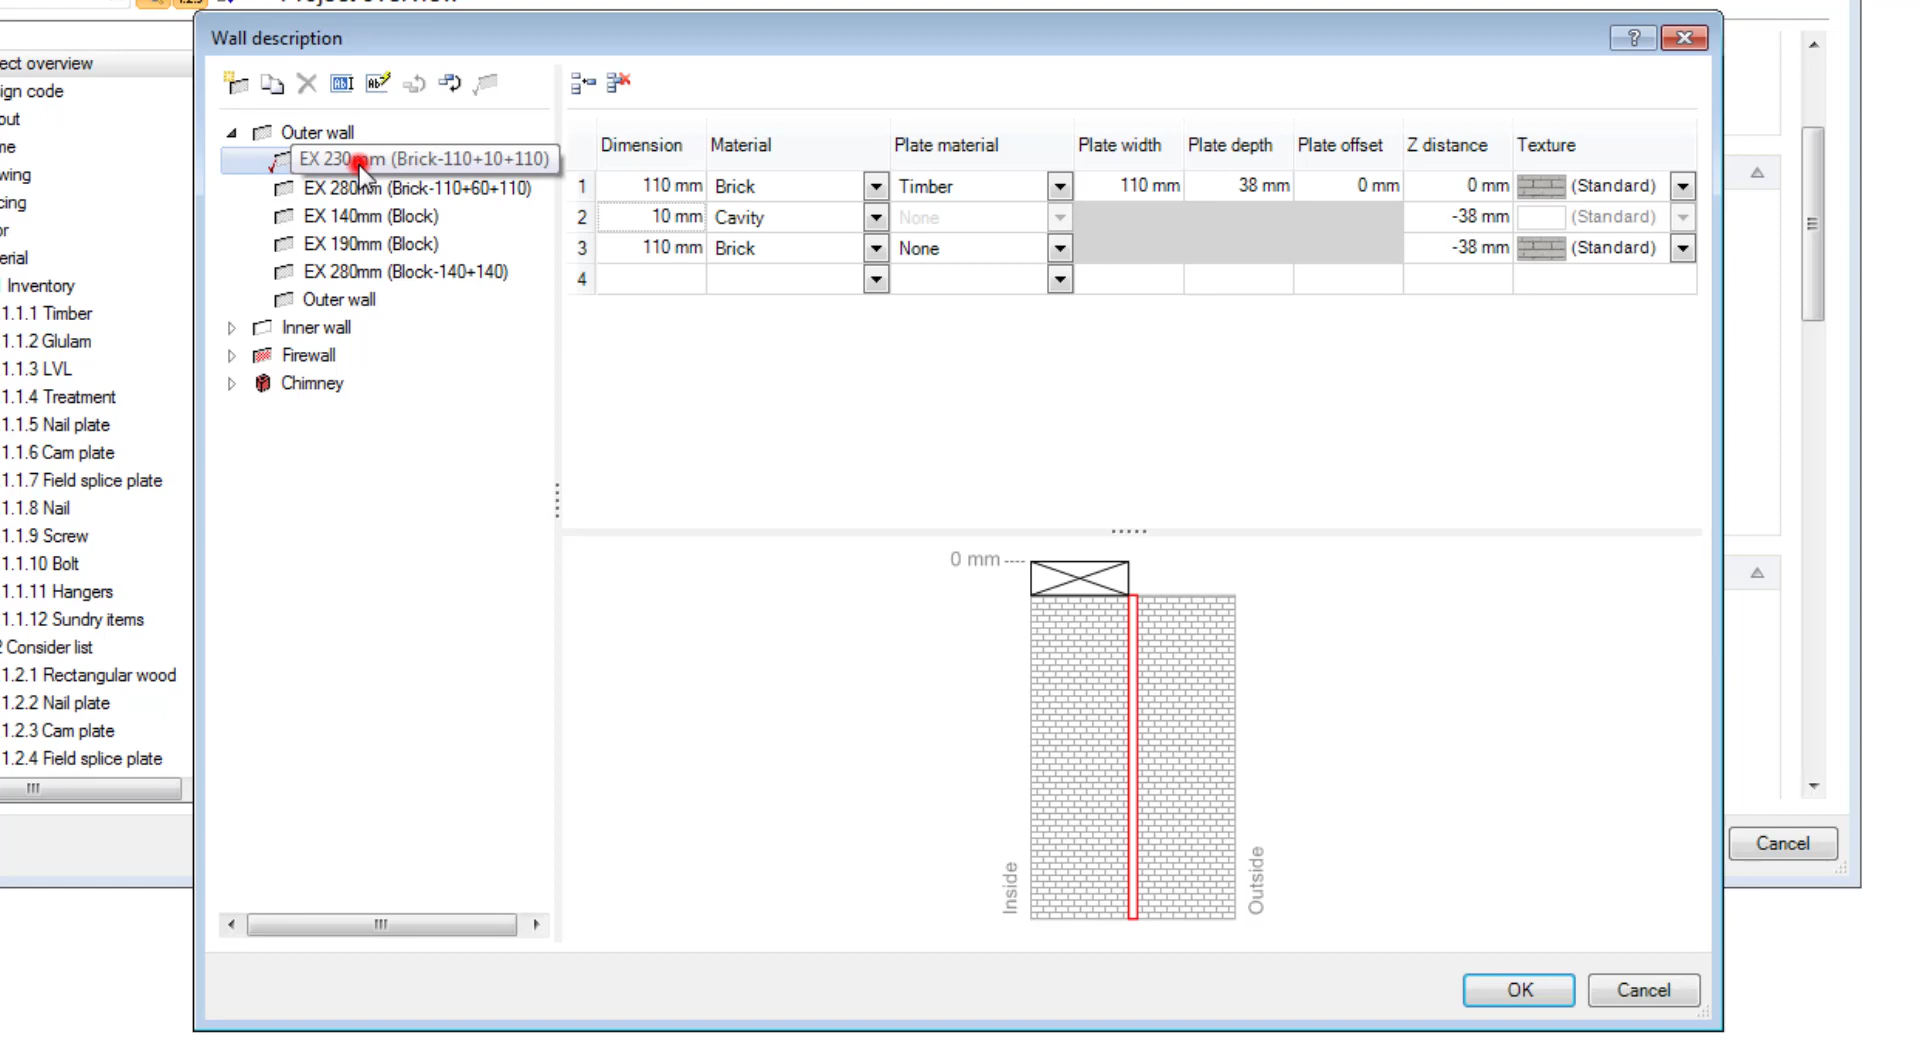 Wall description
ect overview
ign code
out
me
wing
cing
or
erial
Inventory
1.1.1 Timber
1.1.2 Glulam
1.1.3 LVL
1.1.4 Treatment
1.1.5 Nail plate
1.1.6 Cam plate
1.1.7 Field splice plate
1.1.8 Nail
1.1.9 Screw
1.1.10 Bolt
1.1.11 Hangers
1.1.12 Sundry items
2 Consider list
1.2.1 Rectangular wood
1.2.2 Nail plate
1.2.3 Cam plate
1.2.4 Field splice plate
Outer wall
EX 230mm (Brick-110+10+110)
EX 280mm (Brick-110+60+110)
EX 140mm (Block)
EX 190mm (Block)
EX 280mm (Block-140+140)
Outer wall
Inner wall
Firewall
Chimney
Dimension Material Plate material Plate width Plate depth Plate offset Z distance Texture
1 110 mm Brick Timber 110 mm 38 mm 0 mm 0 mm (Standard)
2 10 mm Cavity None -38 mm (Standard)
3 110 mm Brick None -38 mm (Standard)
4
0 mm
Inside
Outside
OK
Cancel
Cancel